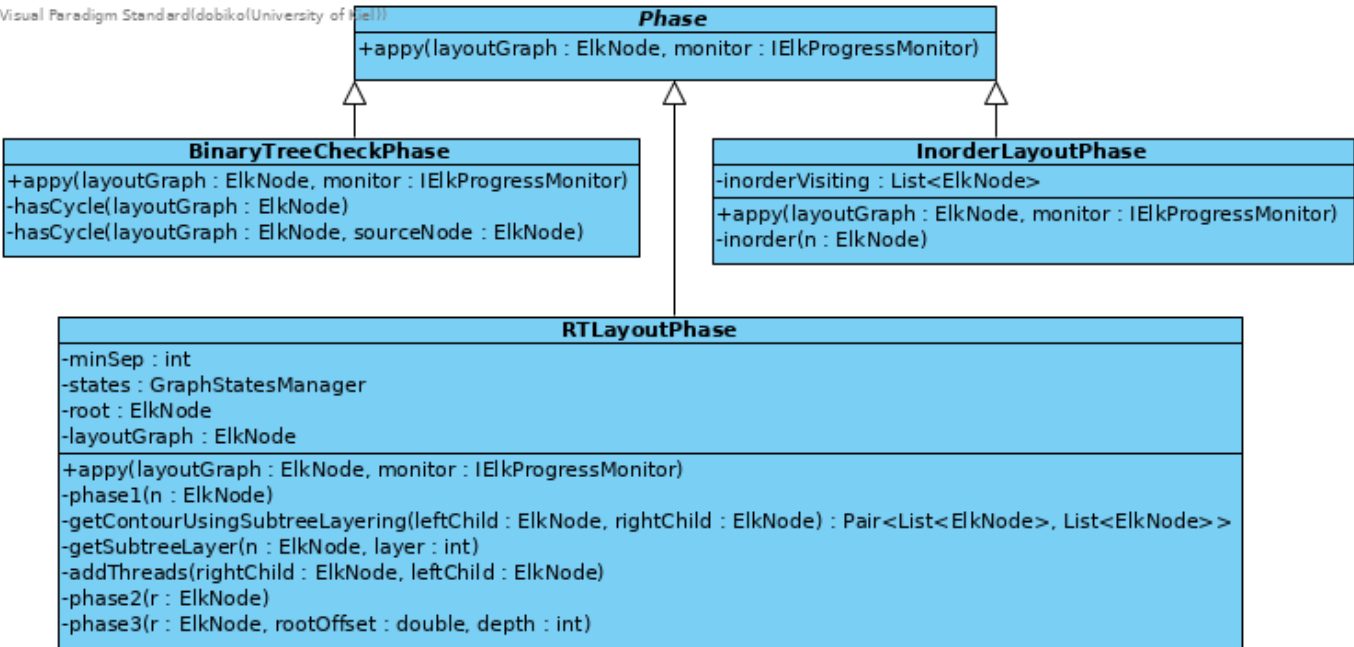 Visual Paradigm Standard(dobiko(University of Kiel))
Phase
+appy(layoutGraph : ElkNode, monitor : IElkProgressMonitor)
BinaryTreeCheckPhase
+appy(layoutGraph : ElkNode, monitor : IElkProgressMonitor)
-hasCycle(layoutGraph : ElkNode)
-hasCycle(layoutGraph : ElkNode, sourceNode : ElkNode)
InorderLayoutPhase
-inorderVisiting : List<ElkNode>
+appy(layoutGraph : ElkNode, monitor : IElkProgressMonitor)
-inorder(n : ElkNode)
RTLayoutPhase
-minSep : int
-states : GraphStatesManager
-root : ElkNode
-layoutGraph : ElkNode
+appy(layoutGraph : ElkNode, monitor : IElkProgressMonitor)
-phase1(n : ElkNode)
-getContourUsingSubtreeLayering(leftChild : ElkNode, rightChild : ElkNode) : Pair<List<ElkNode>, List<ElkNode>>
-getSubtreeLayer(n : ElkNode, layer : int)
-addThreads(rightChild : ElkNode, leftChild : ElkNode)
-phase2(r : ElkNode)
-phase3(r : ElkNode, rootOffset : double, depth : int)